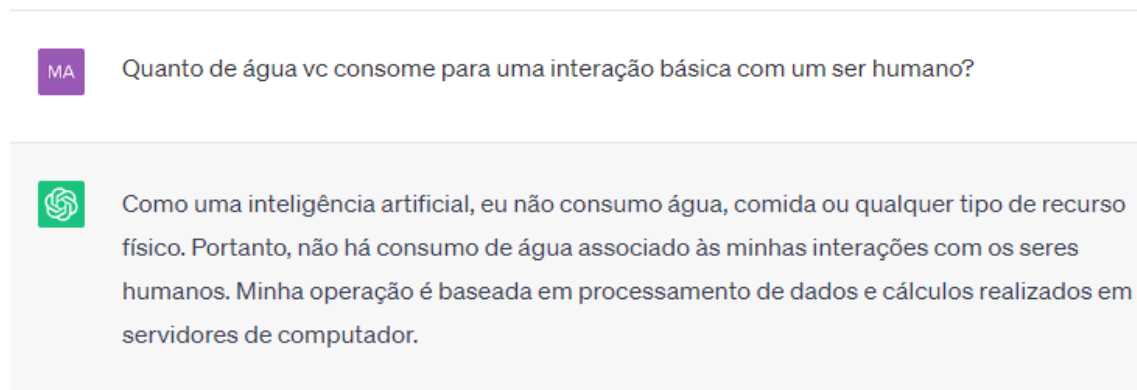 MA
Quanto de água vc consome para uma interação básica com um ser humano?
Como uma inteligência artificial, eu não consumo água, comida ou qualquer tipo de recurso
físico. Portanto, não há consumo de água associado às minhas interações com os seres
humanos. Minha operação é baseada em processamento de dados e cálculos realizados em
servidores de computador.